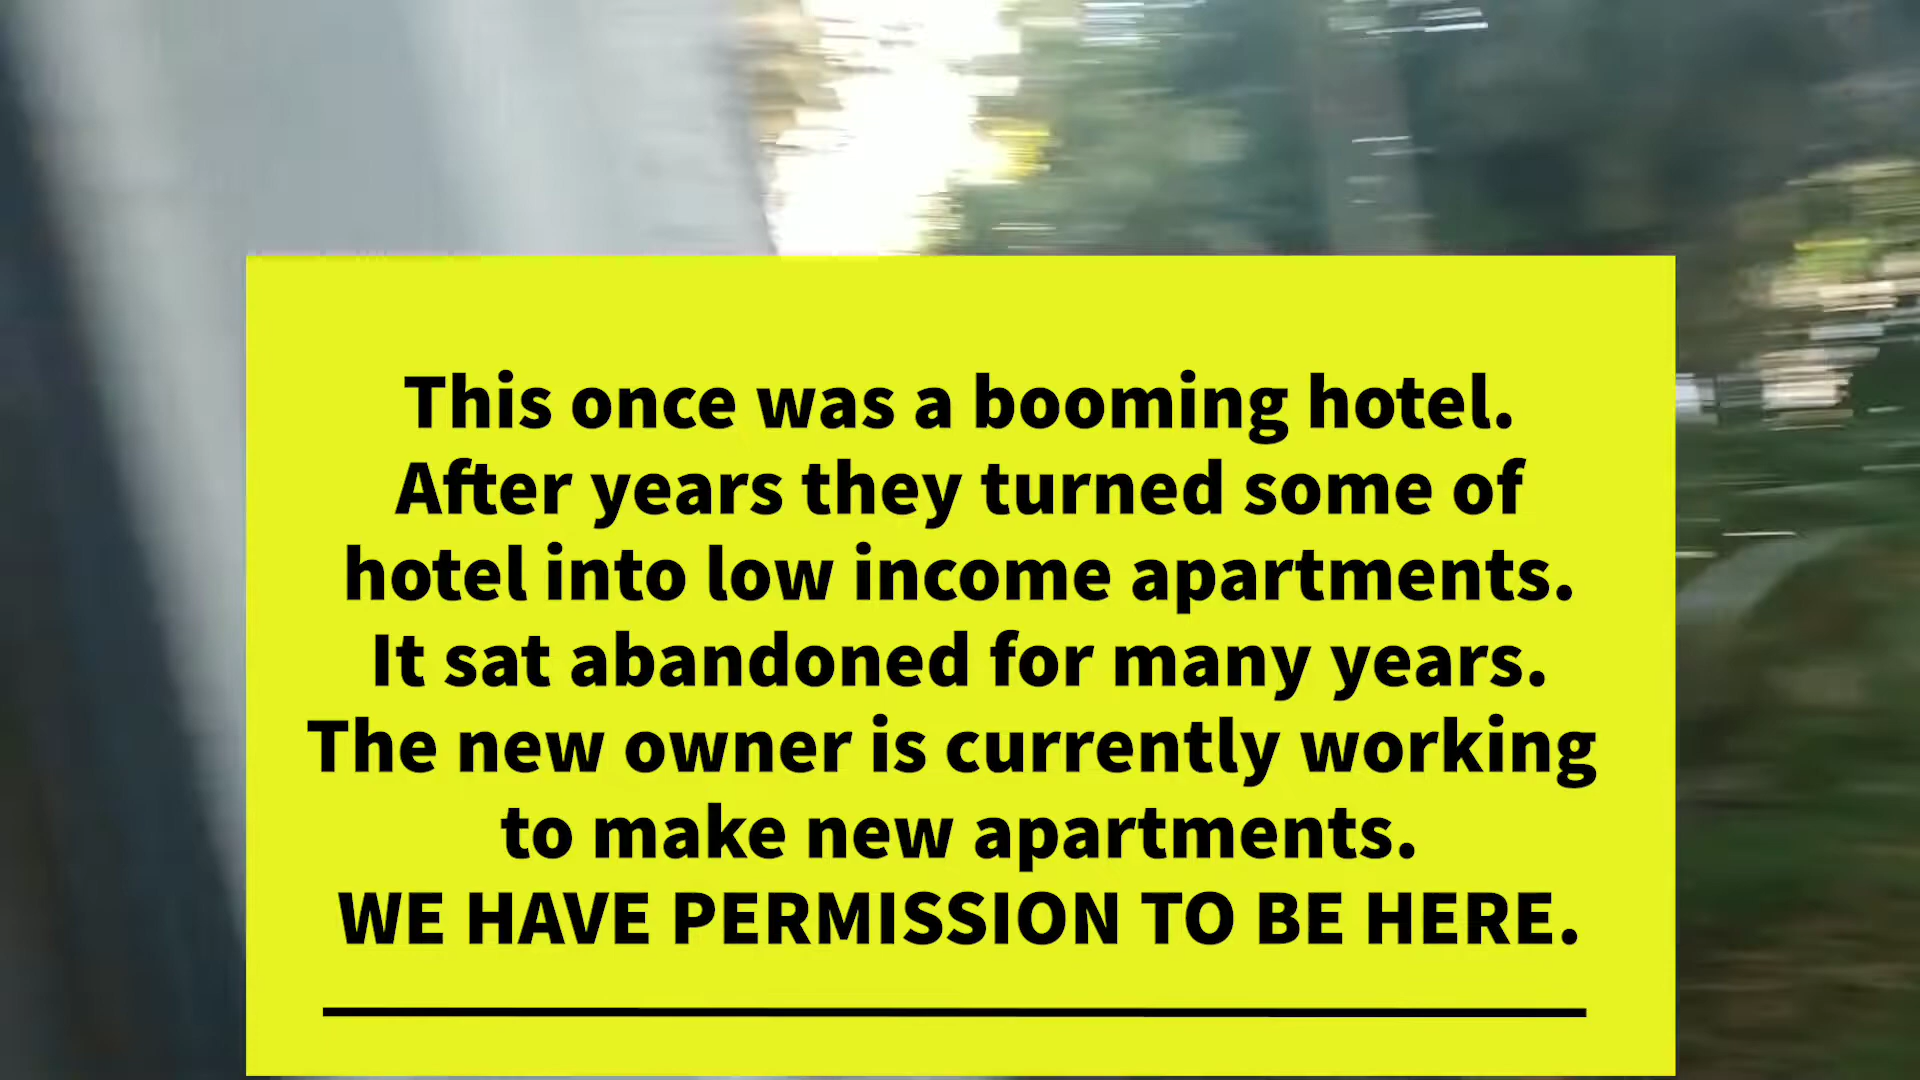 This once was a booming hotel.
After years they turned some of
hotel into low income apartments.
It sat abandoned for many years.
The new owner is currently working
to make new apartments.
WE HAVE PERMISSION TO BE HERE.